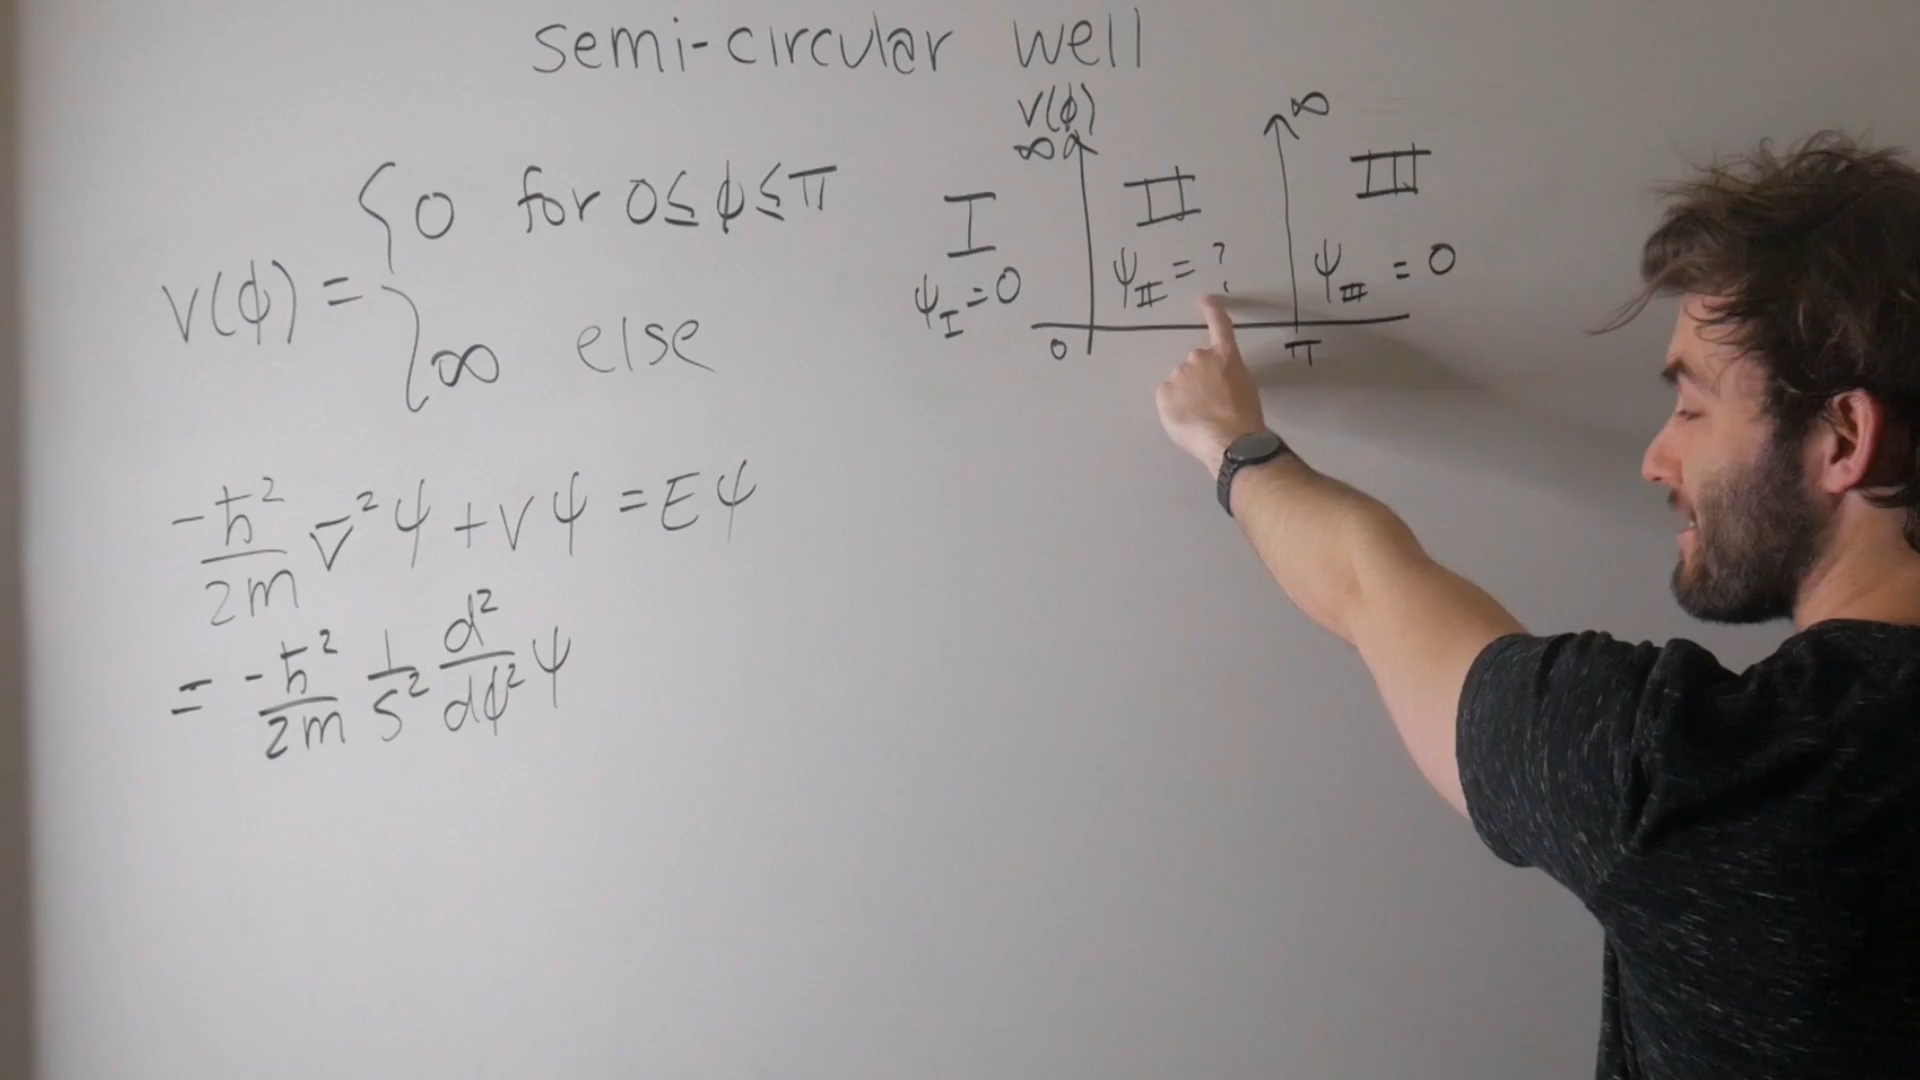 semi-circular well
V(φ) = { 0 for 0≤φ≤π
∞ else
-ħ²/2m ∇²ψ + Vψ = Eψ
= -ħ²/2m 1/s² d²/dφ² ψ
V(φ)
∞ ∞
I II III
ψ_I = 0 ψ_II = ? ψ_III = 0
0 π